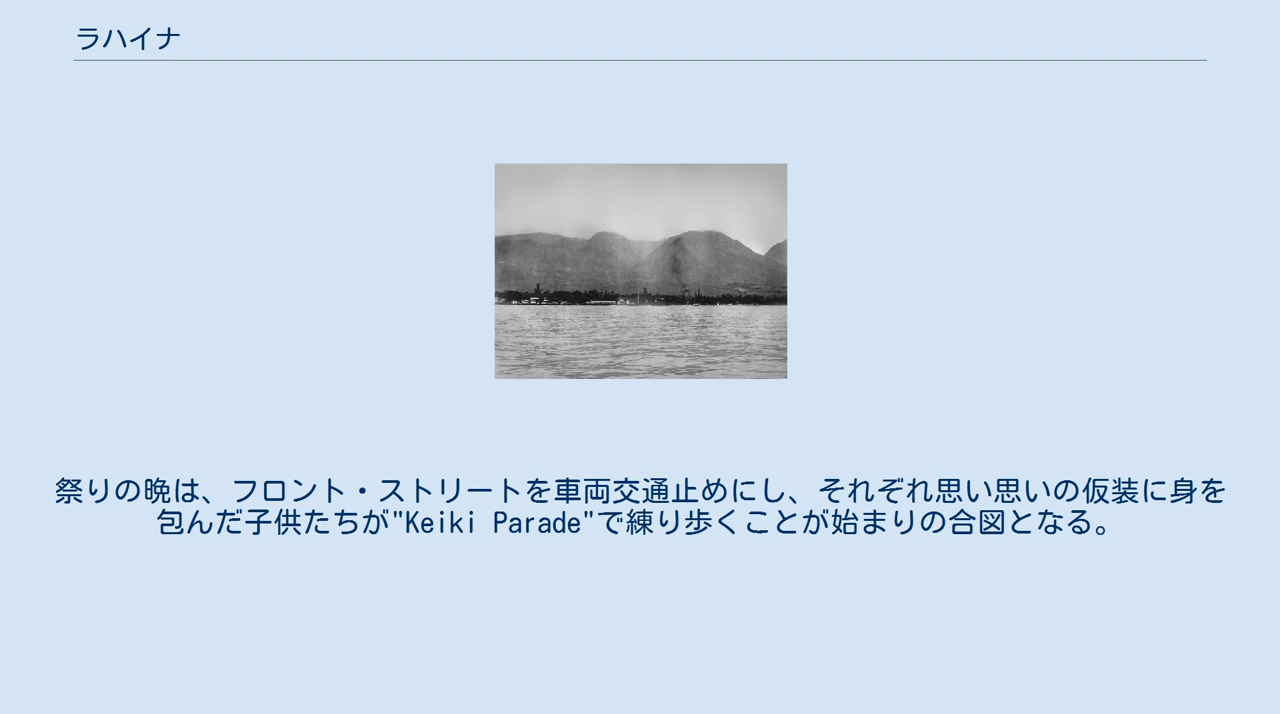 ラハイナ
祭りの晩は、フロント・ストリートを車両交通止めにし、それぞれ思い思いの仮装に身を
包んだ子供たちが"Keiki Parade"で練り歩くことが始まりの合図となる。